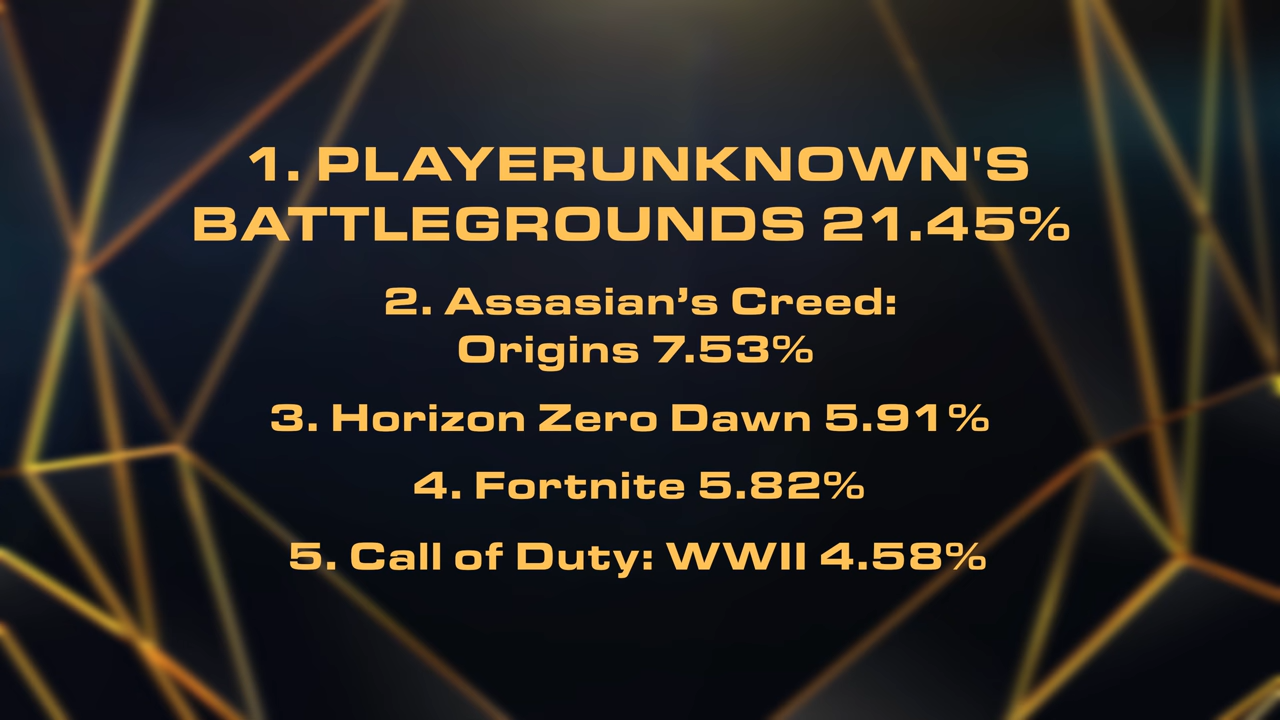 1. PLAYERUNKNOWN'S
BATTLEGROUNDS 21.45%
2. Assasian’s Creed:
Origins 7.53%
3. Horizon Zero Dawn 5.91%
4. Fortnite 5.82%
5. Call of Duty: WWII 4.58%